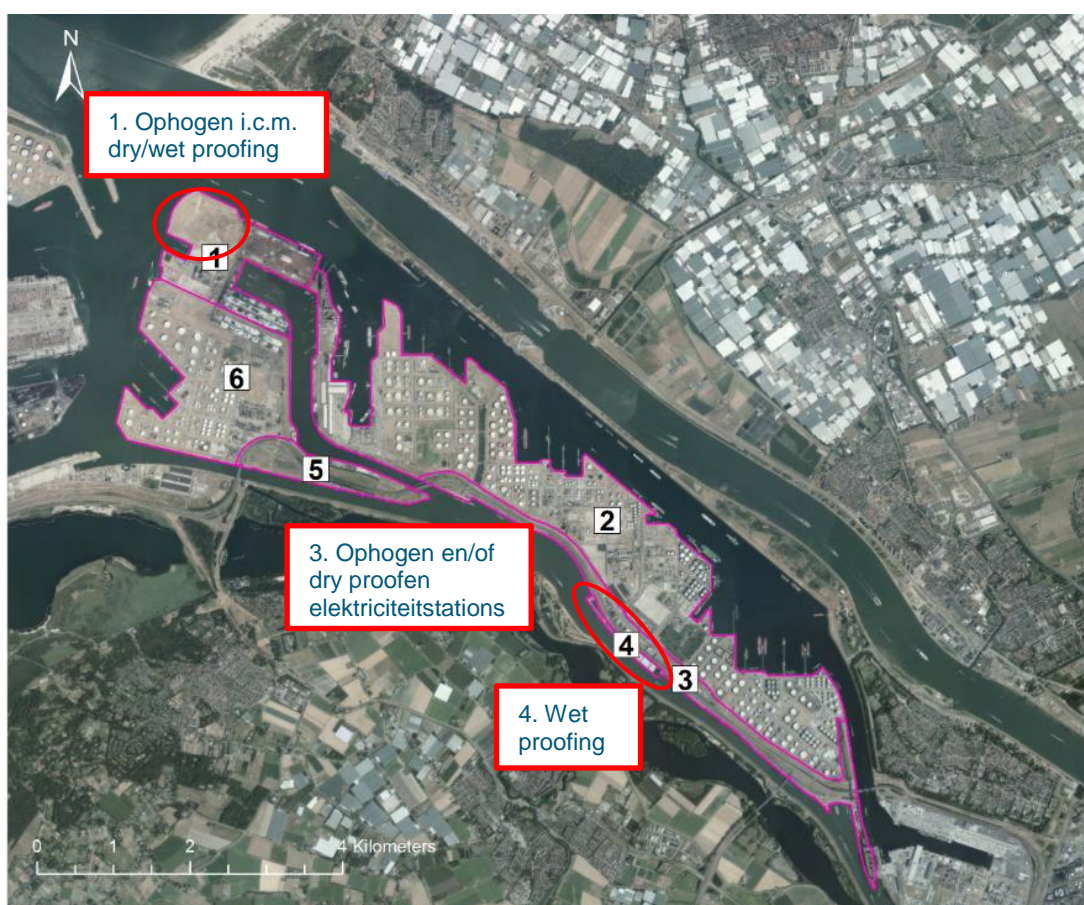 N
1. Ophogen i.c.m.
dry/wet proofing
1
6
5
2
3. Ophogen en/of
dry proofen
elektriciteitstations
4
3
4. Wet
proofing
0 1 2 4 Kilometers